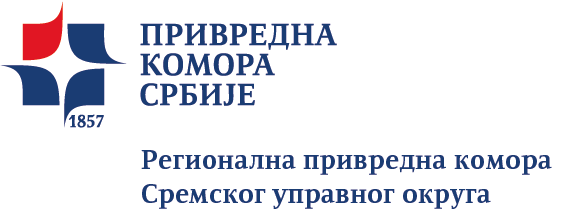 ПРИВРЕДНА
КОМОРА
СРБИЈЕ
1857
Регионална привредна комора
Сремског управног округа